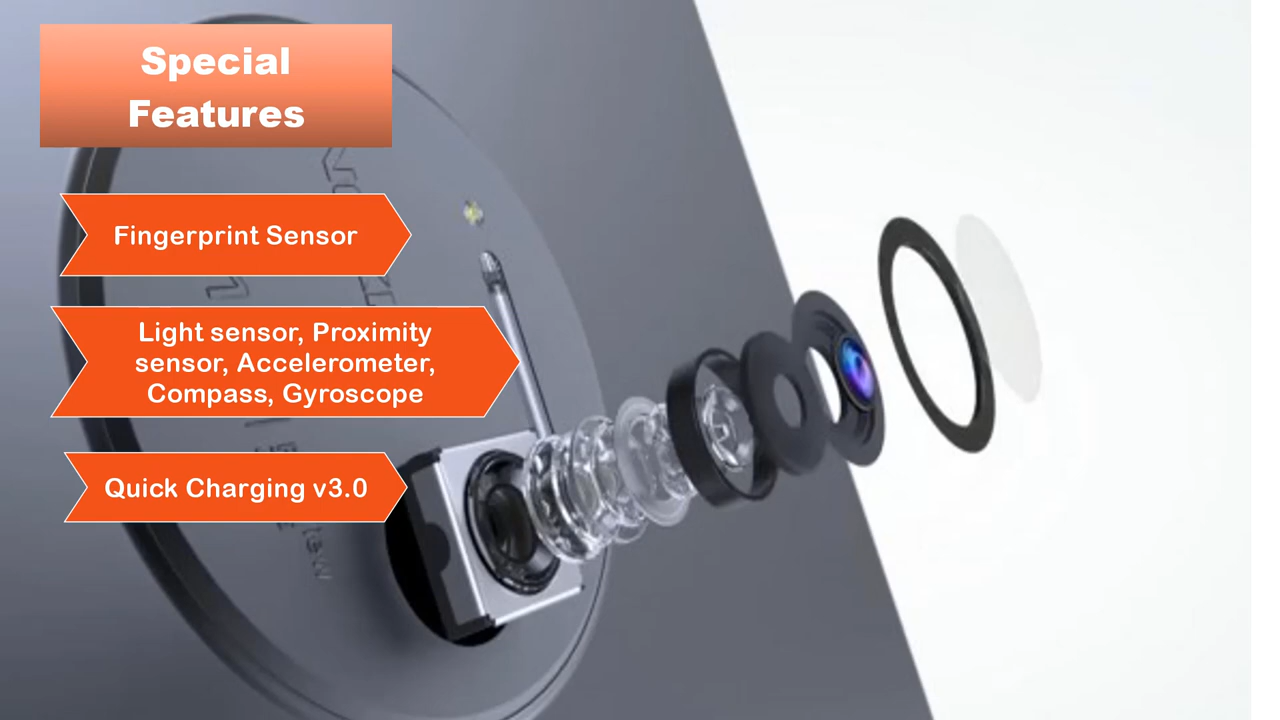 Special
Features
Fingerprint Sensor
Light sensor, Proximity
sensor, Accelerometer,
Compass, Gyroscope
Quick Charging v3.0